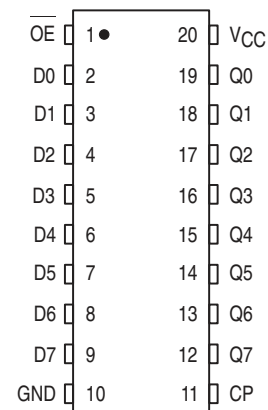 O̅E̅ 1 20 VCC
D0 2 19 Q0
D1 3 18 Q1
D2 4 17 Q2
D3 5 16 Q3
D4 6 15 Q4
D5 7 14 Q5
D6 8 13 Q6
D7 9 12 Q7
GND 10 11 CP